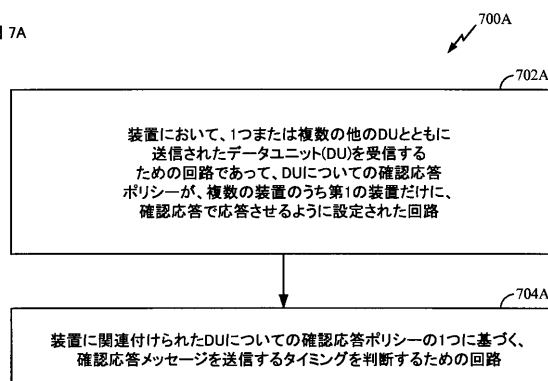 7A
700A
702A
装置において、1つまたは複数の他のDUとともに
送信されたデータユニット(DU)を受信する
ための回路であって、DUについての確認応答
ポリシーが、複数の装置のうち第1の装置だけに、
確認応答で応答させるように設定された回路
704A
装置に関連付けられたDUについての確認応答ポリシーの1つに基づく、
確認応答メッセージを送信するタイミングを判断するための回路